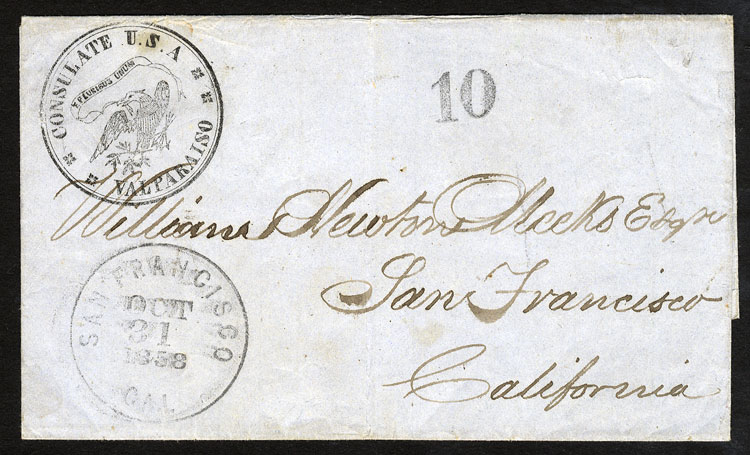 CONSULATE U.S.A
E PLURIBUS UNUM
VALPARAISO
10
William Newton Meeks Esqr
San Francisco
California
SAN FRANCISCO
OCT
31
1858
CAL.